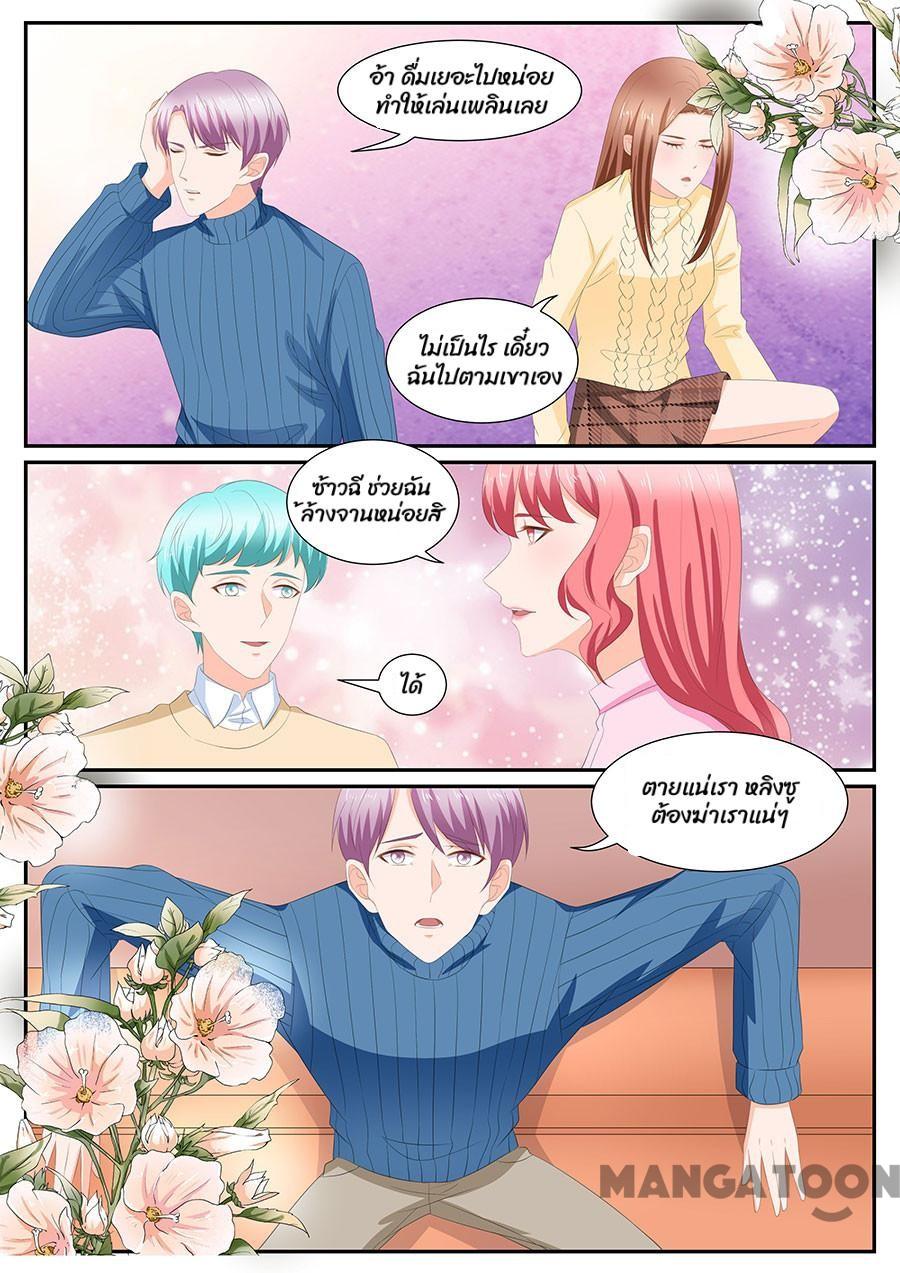 อ้า ดื่มเยอะไปหน่อย
ทำให้เล่นเพลินเลย
ไม่เป็นไร เดี๋ยว
ฉันไปตามเขาเอง
ซ้าวฉี ช่วยฉัน
ล้างจานหน่อยสิ
ได้
ตายแน่เรา หลิงซู
ต้องฆ่าเราแน่ๆ
MANGATOON